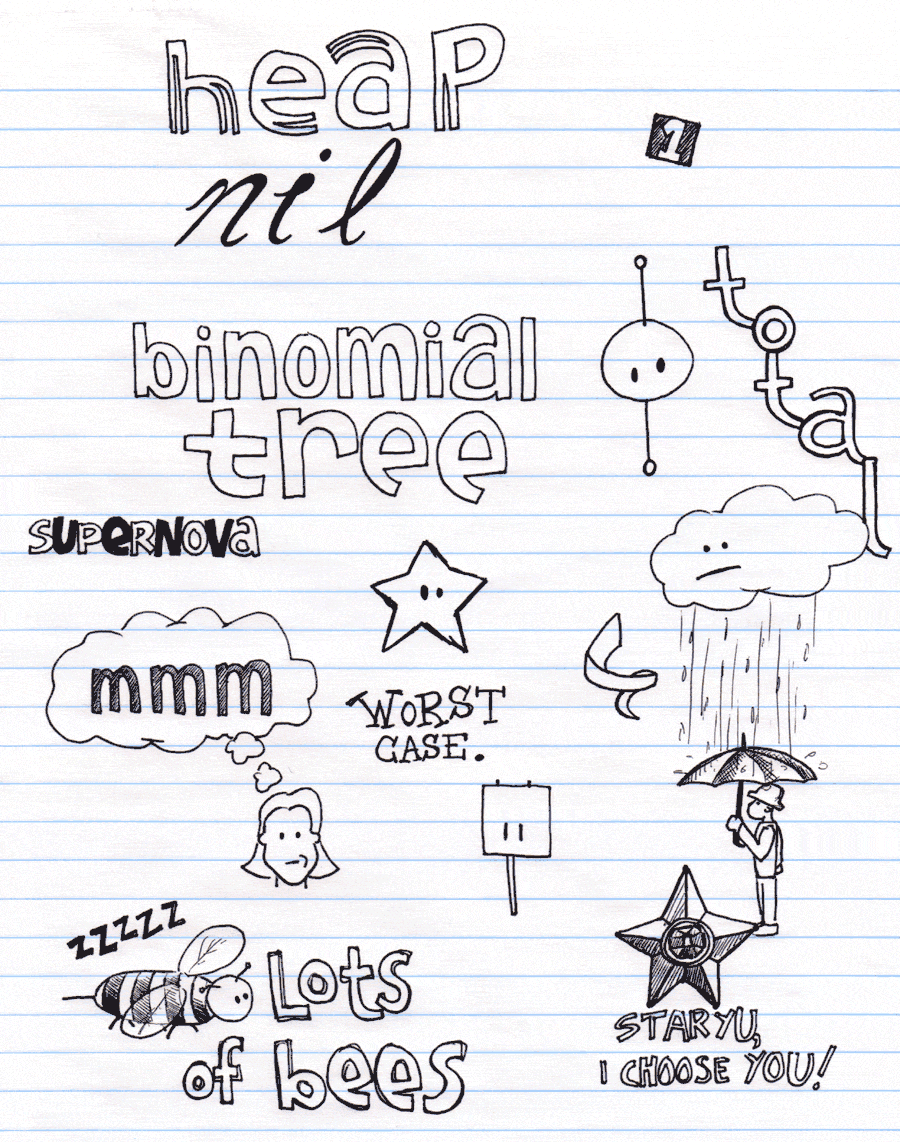 heap
1
nil
total
binomial
tree
SUPERNOVA
mmm
WORST
CASE.
ZZZZZ
Lots
of bees
STARYU,
I CHOOSE YOU!